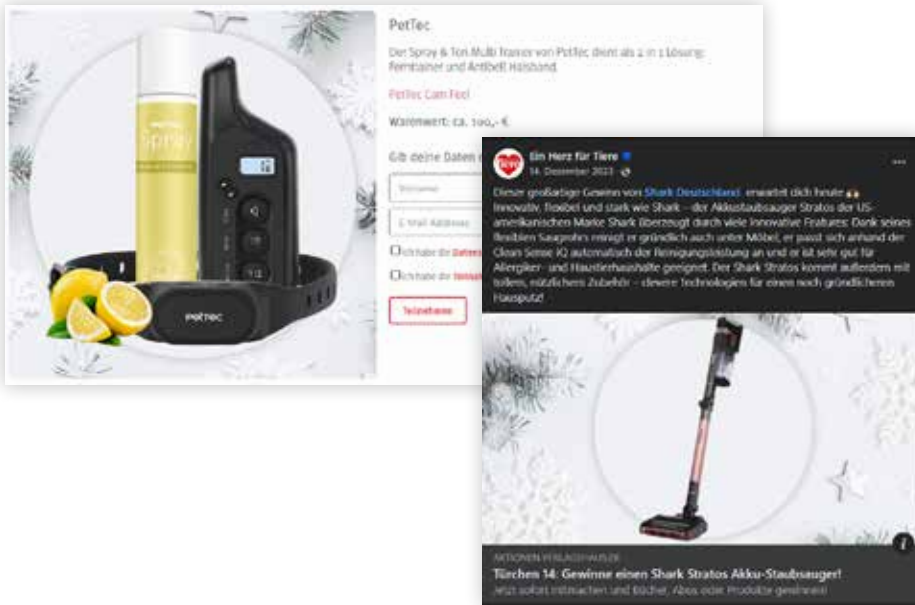 PetTec
Der Spray & Ton Multi Trainer von PetTec dient als 2 in 1 Lösung:
Ferntrainer und Antibell Halsband.
PetTec Cam Feel
Warenwert: ca. 100,- €
Gib deine Daten
Vorname
E-Mail Addresse
Ich habe die
Ich habe die
Teilnehmen
Spray
PetTec
Tiere
Ein Herz für Tiere
14. Dezember 2023
Dieser großartige Gewinn von Shark Deutschland erwartet dich heute
Innovativ, flexibel und stark wie Shark – der Akkustaubsauger Stratos der US-
amerikanischen Marke Shark überzeugt durch viele innovative Features: Dank seines
flexiblen Saugrohrs reinigt er gründlich auch unter Möbel, er passt sich anhand der
Clean Sense IQ automatisch der Reinigungsleistung an und er ist sehr gut für
Allergiker- und Haustierhaushalte geeignet. Der Shark Stratos kommt außerdem mit
tollem, nützlichem Zubehör – clevere Technologien für einen noch gründlicheren
Hausputz!
AKTIONEN.VERLAGSHAUS.DE
Türchen 14: Gewinne einen Shark Stratos Akku-Staubsauger!
Jetzt sofort mitmachen und Bücher, Abos oder Produkte gewinnen!